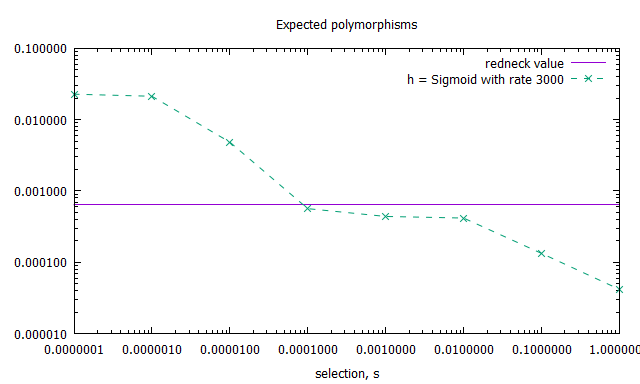 Expected polymorphisms
redneck value
h = Sigmoid with rate 3000
0.100000
0.010000
0.001000
0.000100
0.000010
0.0000001 0.0000010 0.0000100 0.0001000 0.0010000 0.0100000 0.1000000 1.000000
selection, s